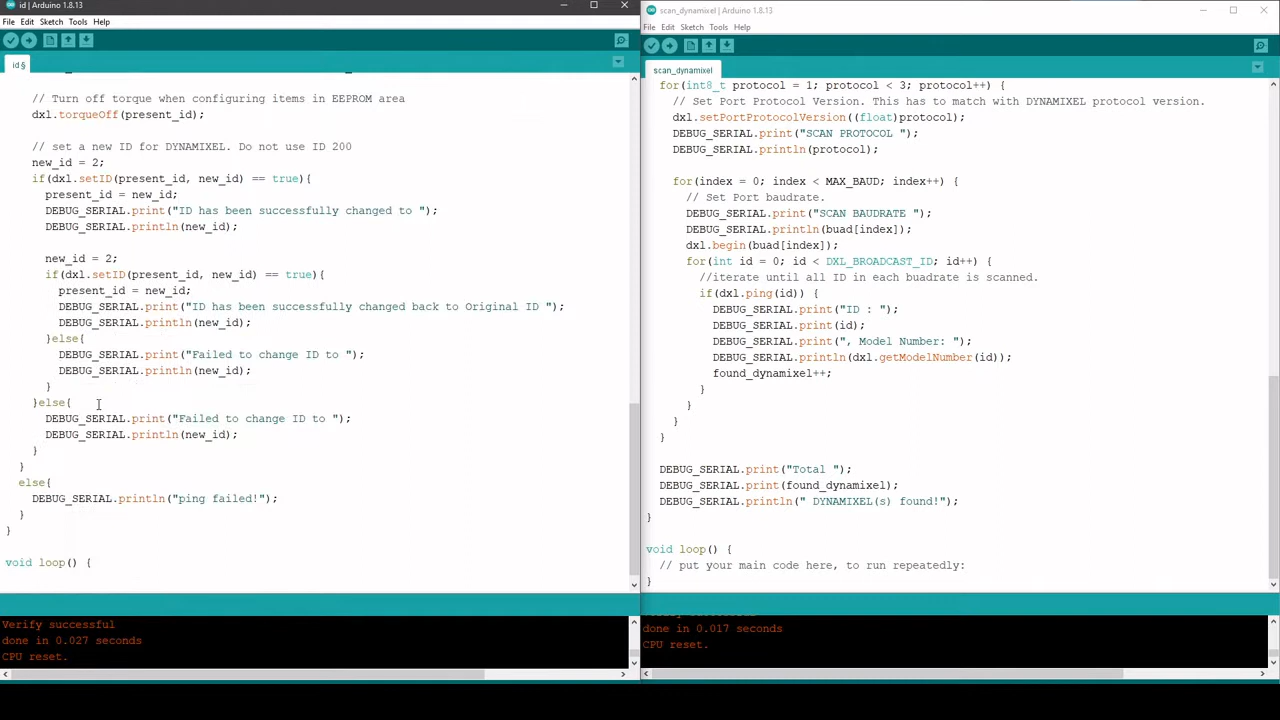 id | Arduino 1.8.13
File Edit Sketch Tools Help
id §
// Turn off torque when configuring items in EEPROM area
dxl.torqueOff(present_id);
// set a new ID for DYNAMIXEL. Do not use ID 200
new_id = 2;
if(dxl.setID(present_id, new_id) == true){
present_id = new_id;
DEBUG_SERIAL.print("ID has been successfully changed to ");
DEBUG_SERIAL.println(new_id);
new_id = 2;
if(dxl.setID(present_id, new_id) == true){
present_id = new_id;
DEBUG_SERIAL.print("ID has been successfully changed back to Original ID ");
DEBUG_SERIAL.println(new_id);
}else{
DEBUG_SERIAL.print("Failed to change ID to ");
DEBUG_SERIAL.println(new_id);
}
}else{
DEBUG_SERIAL.print("Failed to change ID to ");
DEBUG_SERIAL.println(new_id);
}
}
else{
DEBUG_SERIAL.println("ping failed!");
}
}
void loop() {
Verify successful
done in 0.027 seconds
CPU reset.
scan_dynamixel | Arduino 1.8.13
File Edit Sketch Tools Help
scan_dynamixel
for(int8_t protocol = 1; protocol < 3; protocol++) {
// Set Port Protocol Version. This has to match with DYNAMIXEL protocol version.
dxl.setPortProtocolVersion((float)protocol);
DEBUG_SERIAL.print("SCAN PROTOCOL ");
DEBUG_SERIAL.println(protocol);
for(index = 0; index < MAX_BAUD; index++) {
// Set Port baudrate.
DEBUG_SERIAL.print("SCAN BAUDRATE ");
DEBUG_SERIAL.println(buad[index]);
dxl.begin(buad[index]);
for(int id = 0; id < DXL_BROADCAST_ID; id++) {
//iterate until all ID in each buadrate is scanned.
if(dxl.ping(id)) {
DEBUG_SERIAL.print("ID : ");
DEBUG_SERIAL.print(id);
DEBUG_SERIAL.print(", Model Number: ");
DEBUG_SERIAL.println(dxl.getModelNumber(id));
found_dynamixel++;
}
}
}
}
DEBUG_SERIAL.print("Total ");
DEBUG_SERIAL.print(found_dynamixel);
DEBUG_SERIAL.println(" DYNAMIXEL(s) found!");
}
void loop() {
// put your main code here, to run repeatedly:
}
done in 0.017 seconds
CPU reset.